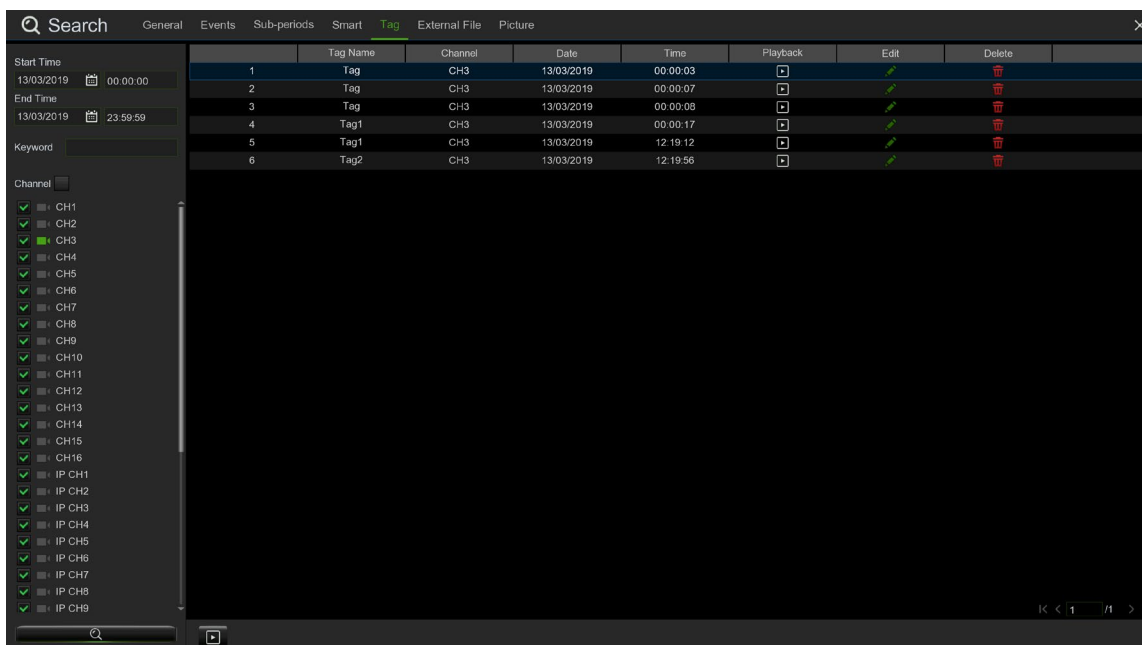 Search General Events Sub-periods Smart Tag External File Picture
Start Time
13/03/2019 00:00:00
End Time
13/03/2019 23:59:59
Keyword
Channel
CH1
CH2
CH3
CH4
CH5
CH6
CH7
CH8
CH9
CH10
CH11
CH12
CH13
CH14
CH15
CH16
IP CH1
IP CH2
IP CH3
IP CH4
IP CH5
IP CH6
IP CH7
IP CH8
IP CH9
Tag Name Channel Date Time Playback Edit Delete
1 Tag CH3 13/03/2019 00:00:03
2 Tag CH3 13/03/2019 00:00:07
3 Tag CH3 13/03/2019 00:00:08
4 Tag1 CH3 13/03/2019 00:00:17
5 Tag1 CH3 13/03/2019 12:19:12
6 Tag2 CH3 13/03/2019 12:19:56
1 /1